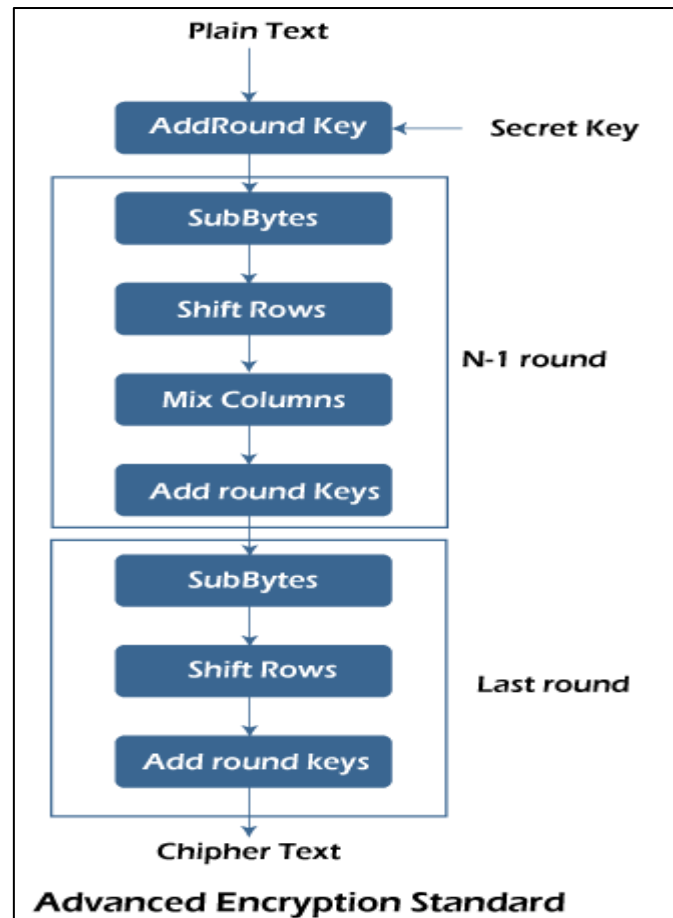 Plain Text
AddRound Key
Secret Key
SubBytes
Shift Rows
N-1 round
Mix Columns
Add round Keys
SubBytes
Shift Rows
Last round
Add round keys
Chipher Text
Advanced Encryption Standard